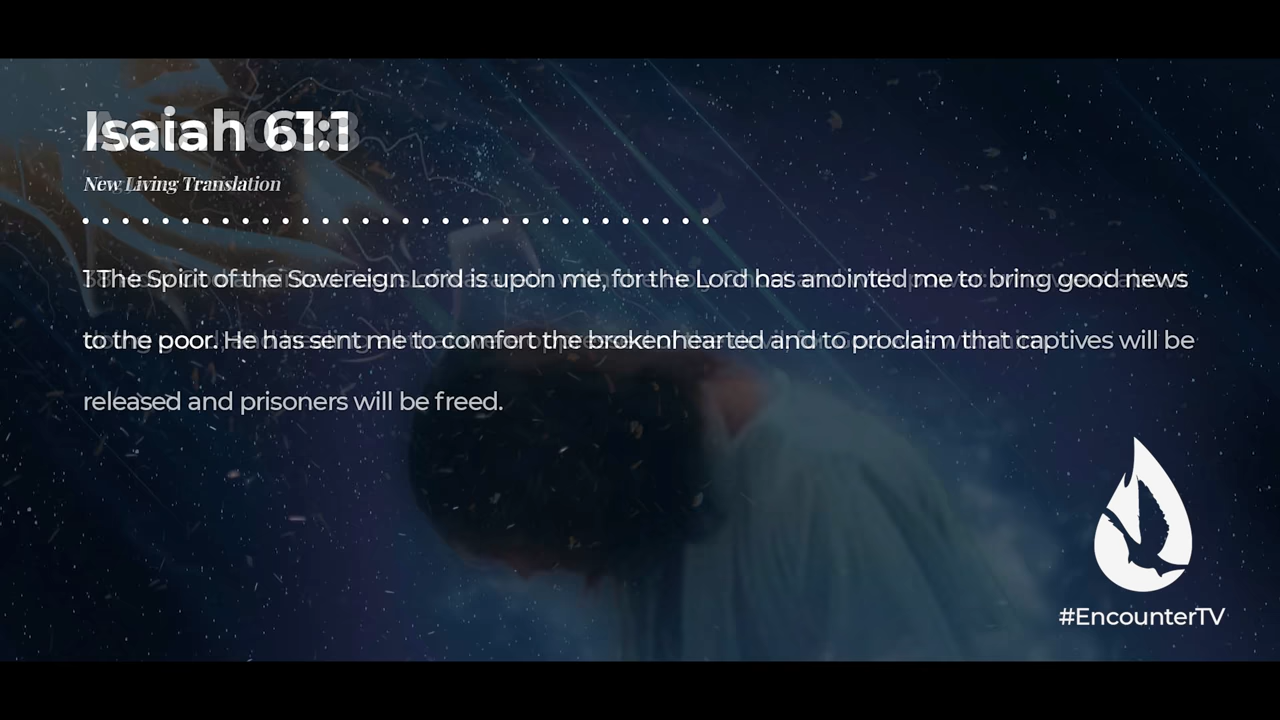 Isaiah 61:1
New Living Translation
1 The Spirit of the Sovereign Lord is upon me, for the Lord has anointed me to bring good news
to the poor. He has sent me to comfort the brokenhearted and to proclaim that captives will be
released and prisoners will be freed.
#EncounterTV